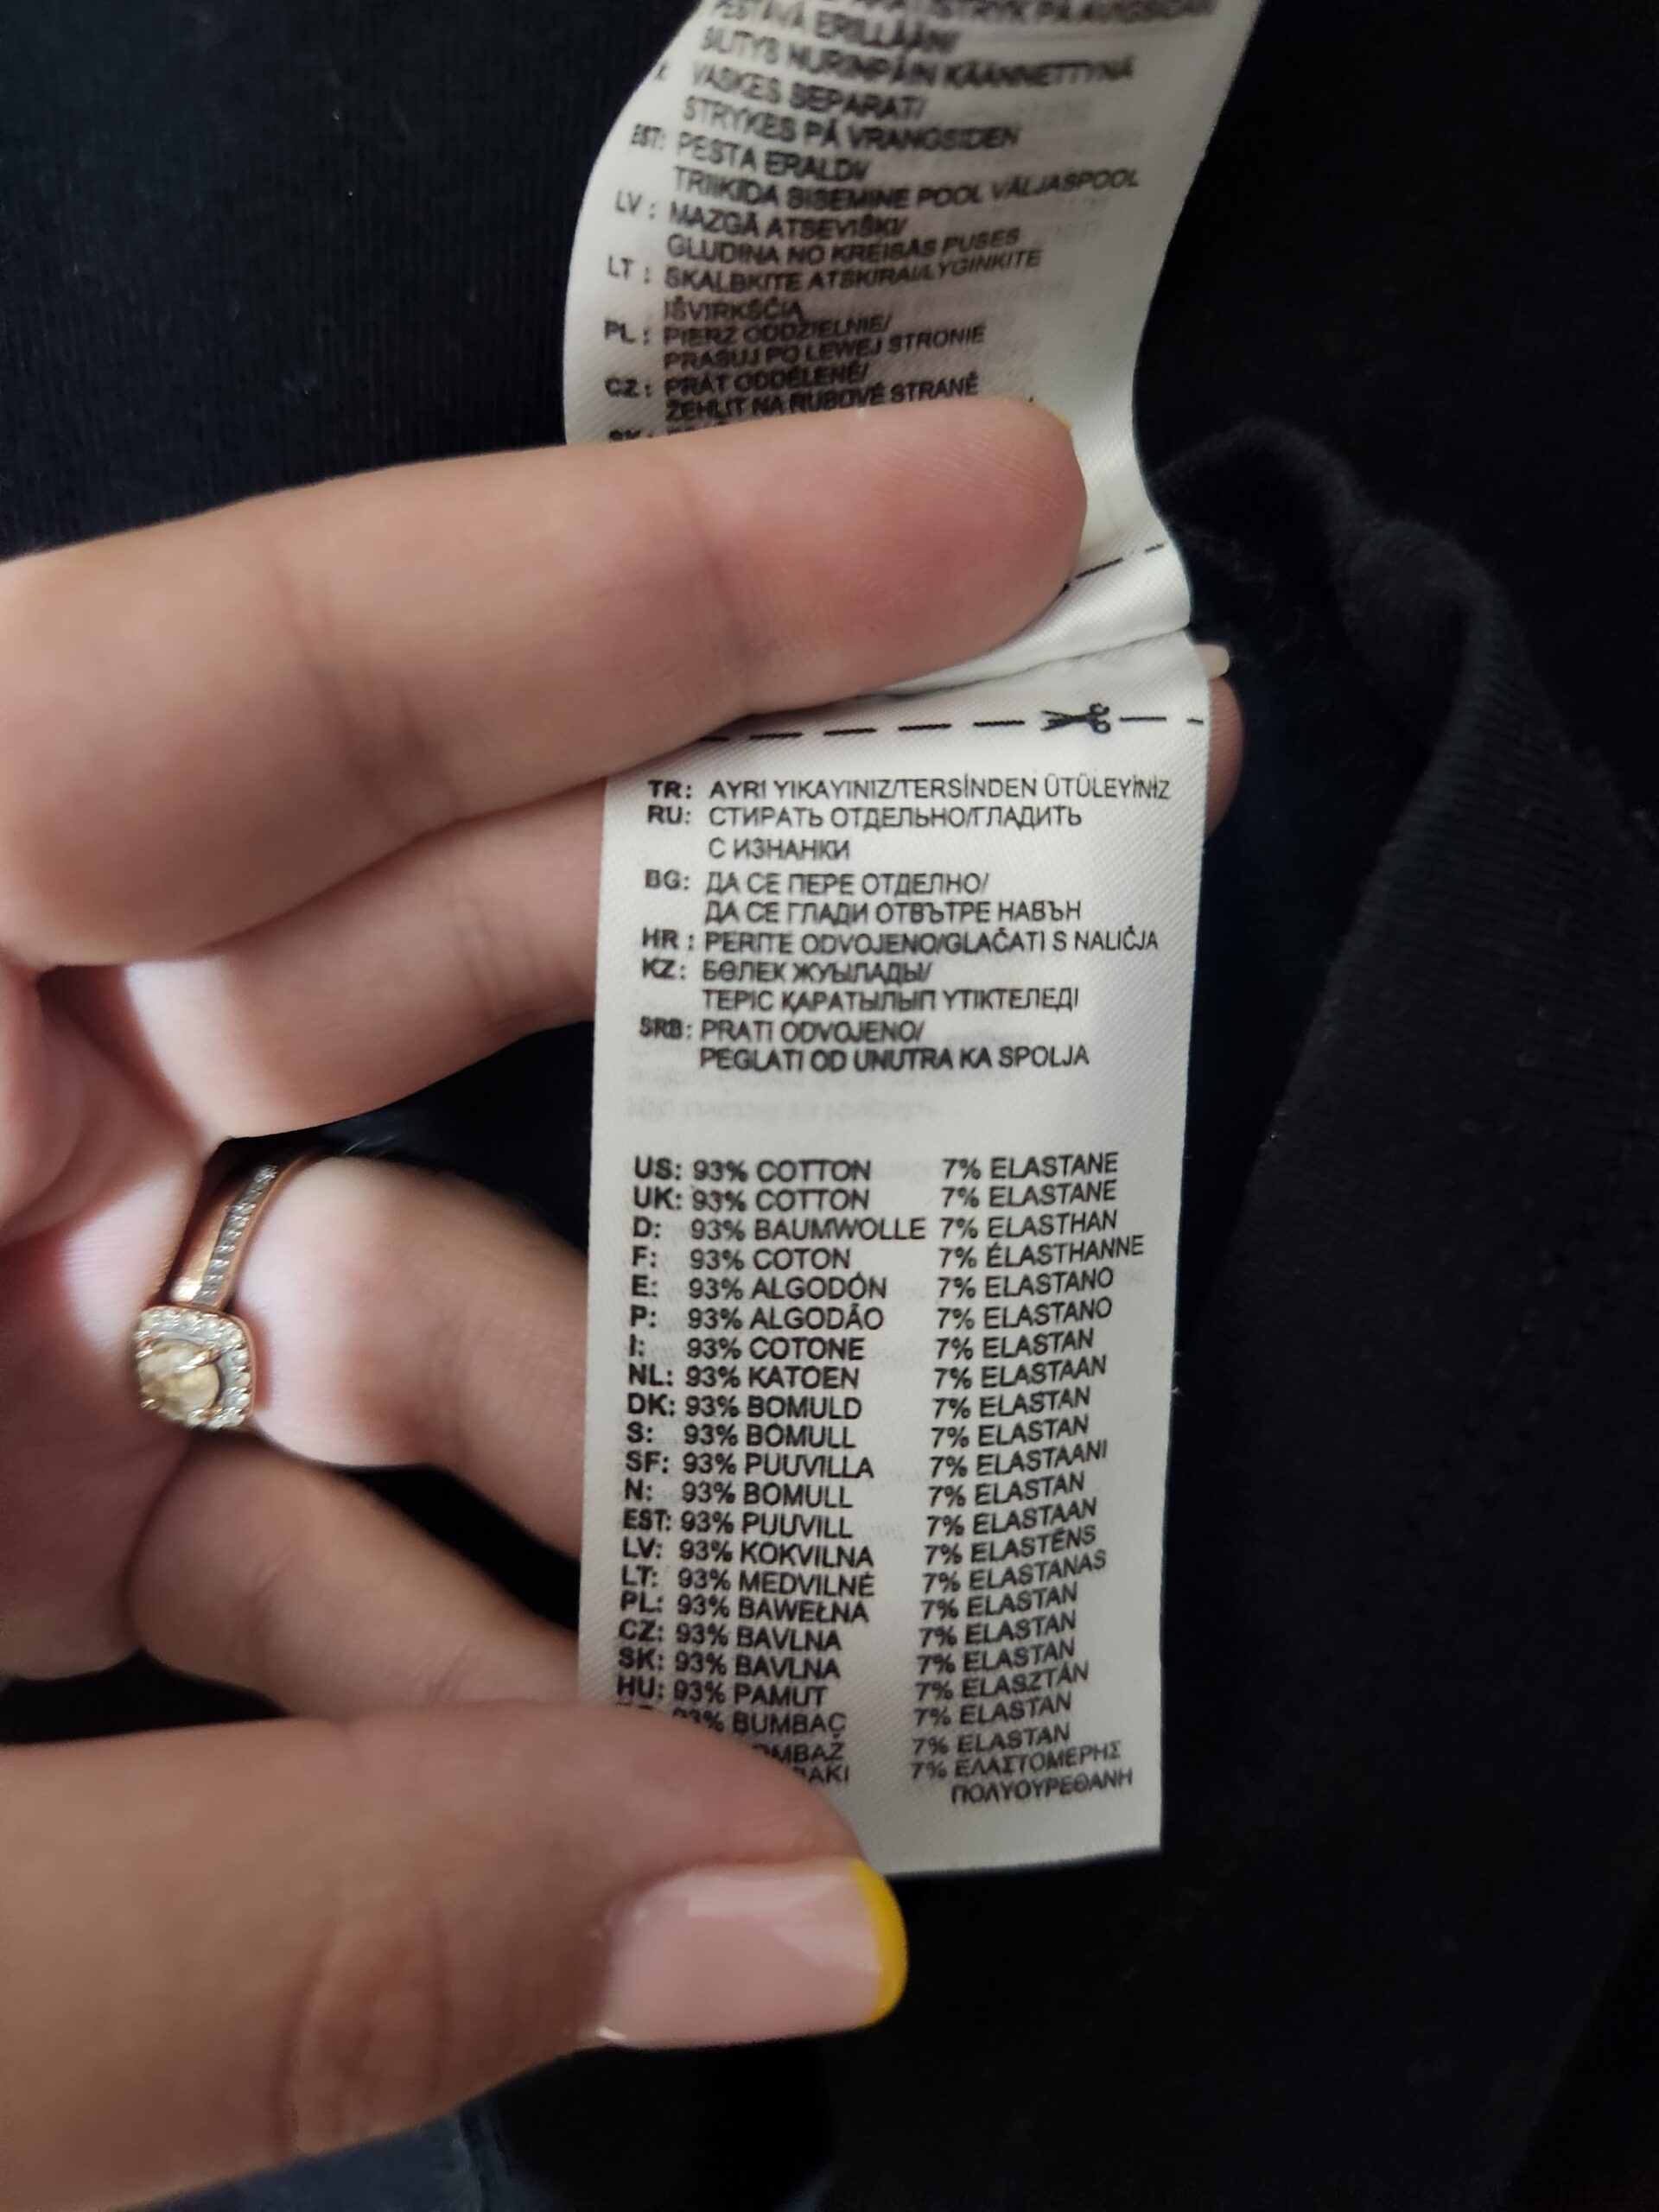 PESTÄVÄ ERILLÄÄN/
SILITYS NURINPÄIN KÄÄNNETTYNÄ
VASKES SEPARAT/
STRYKES PÅ VRANGSIDEN
EST: PESTA ERALDI/
TRIIKIDA SISEMINE POOL VÄLJASPOOL
LV : MAZGĀ ATSEVIŠĶI/
GLUDINA NO KREISĀS PUSES
LT : SKALBKITE ATSKIRAI/LYGINKITE
IŠVIRKŠČIĄ
PL : PIERZ ODDZIELNIE/
PRASUJ PO LEWEJ STRONIE
CZ : PRÁT ODDĚLENĚ/
ŽEHLIT NA RUBOVÉ STRANĚ
TR: AYRI YIKAYINIZ/TERSİNDEN ÜTÜLEYİNİZ
RU: СТИРАТЬ ОТДЕЛЬНО/ГЛАДИТЬ
С ИЗНАНКИ
BG: ДА СЕ ПЕРЕ ОТДЕЛНО/
ДА СЕ ГЛАДИ ОТВЪТРЕ НАВЪН
HR : PERITE ODVOJENO/GLAČATI S NALIČJA
KZ: БӨЛЕК ЖУЫЛАДЫ/
ТЕРІС ҚАРАТЫЛЫП ҮТІКТЕЛЕДІ
SRB: PRATI ODVOJENO/
PEGLATI OD UNUTRA KA SPOLJA
US: 93% COTTON 7% ELASTANE
UK: 93% COTTON 7% ELASTANE
D: 93% BAUMWOLLE 7% ELASTHAN
F: 93% COTON 7% ÉLASTHANNE
E: 93% ALGODÓN 7% ELASTANO
P: 93% ALGODÃO 7% ELASTANO
I: 93% COTONE 7% ELASTAN
NL: 93% KATOEN 7% ELASTAAN
DK: 93% BOMULD 7% ELASTAN
S: 93% BOMULL 7% ELASTAN
SF: 93% PUUVILLA 7% ELASTAANI
N: 93% BOMULL 7% ELASTAN
EST: 93% PUUVILL 7% ELASTAAN
LV: 93% KOKVILNA 7% ELASTĒNS
LT: 93% MEDVILNĖ 7% ELASTANAS
PL: 93% BAWEŁNA 7% ELASTAN
CZ: 93% BAVLNA 7% ELASTAN
SK: 93% BAVLNA 7% ELASTAN
HU: 93% PAMUT 7% ELASZTÁN
93% BUMBAC 7% ELASTAN
7% ELASTAN
7% ΕΛΑΣΤΟΜΕΡΗΣ
ΠΟΛΥΟΥΡΕΘΑΝΗ